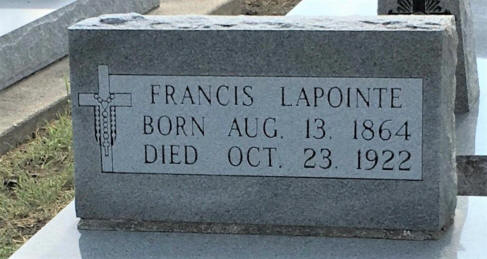 FRANCIS LAPOINTE
BORN AUG. 13. 1864
DIED OCT. 23. 1922